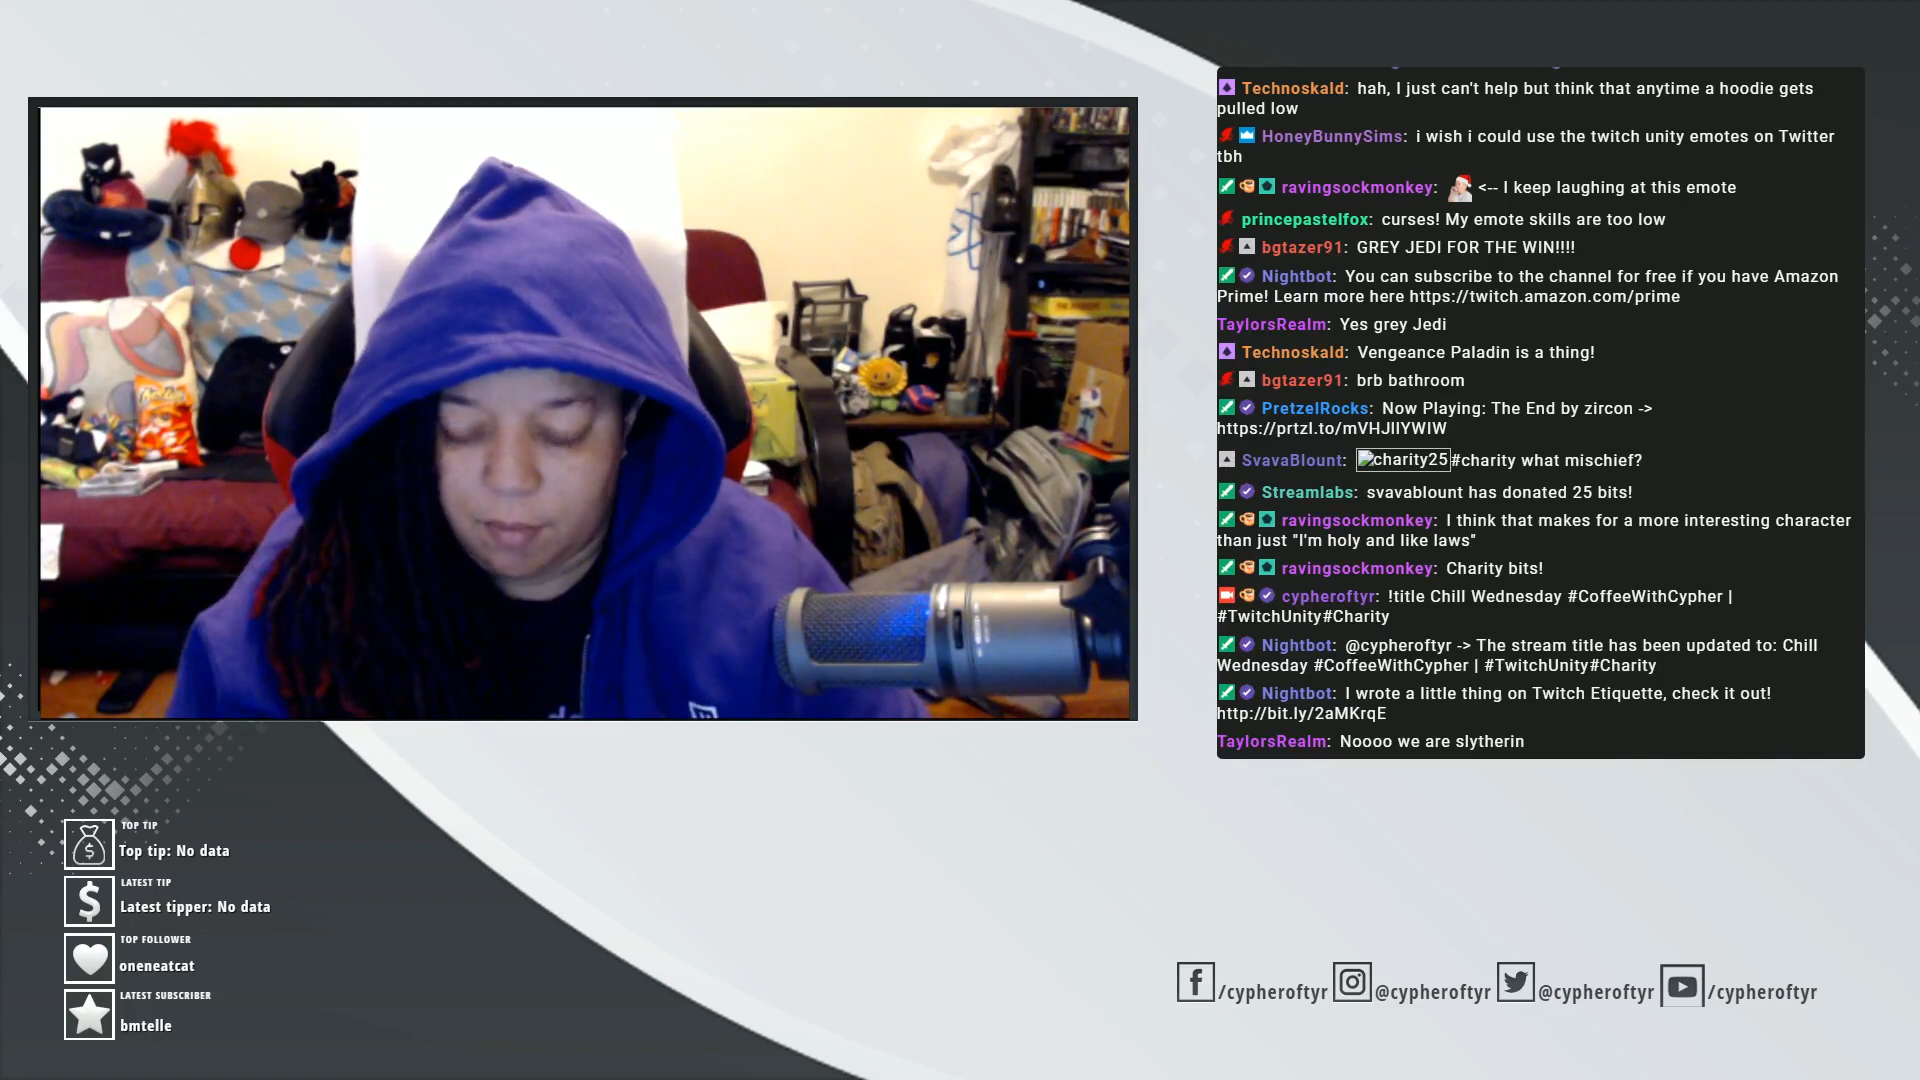 Technoskald: hah, I just can't help but think that anytime a hoodie gets
pulled low
HoneyBunnySims: i wish i could use the twitch unity emotes on Twitter
tbh
ravingsockmonkey: <-- I keep laughing at this emote
princepastelfox: curses! My emote skills are too low
bgtazer91: GREY JEDI FOR THE WIN!!!!
Nightbot: You can subscribe to the channel for free if you have Amazon
Prime! Learn more here https://twitch.amazon.com/prime
TaylorsRealm: Yes grey Jedi
Technoskald: Vengeance Paladin is a thing!
bgtazer91: brb bathroom
PretzelRocks: Now Playing: The End by zircon ->
https://prtzl.to/mVHJIIYWIW
SvavaBlount: charity25#charity what mischief?
Streamlabs: svavablount has donated 25 bits!
ravingsockmonkey: I think that makes for a more interesting character
than just "I'm holy and like laws"
ravingsockmonkey: Charity bits!
cypheroftyr: !title Chill Wednesday #CoffeeWithCypher |
#TwitchUnity#Charity
Nightbot: @cypheroftyr -> The stream title has been updated to: Chill
Wednesday #CoffeeWithCypher | #TwitchUnity#Charity
Nightbot: I wrote a little thing on Twitch Etiquette, check it out!
http://bit.ly/2aMKrqE
TaylorsRealm: Noooo we are slytherin
TOP TIP
Top tip: No data
LATEST TIP
Latest tipper: No data
TOP FOLLOWER
oneneatcat
LATEST SUBSCRIBER
bmtelle
/cypheroftyr @cypheroftyr @cypheroftyr /cypheroftyr